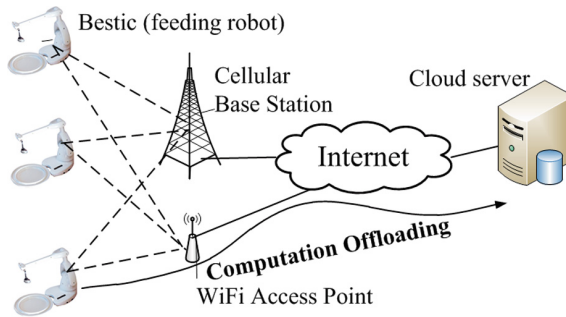 Bestic (feeding robot)
Cellular
Base Station
Cloud server
Internet
Computation Offloading
WiFi Access Point